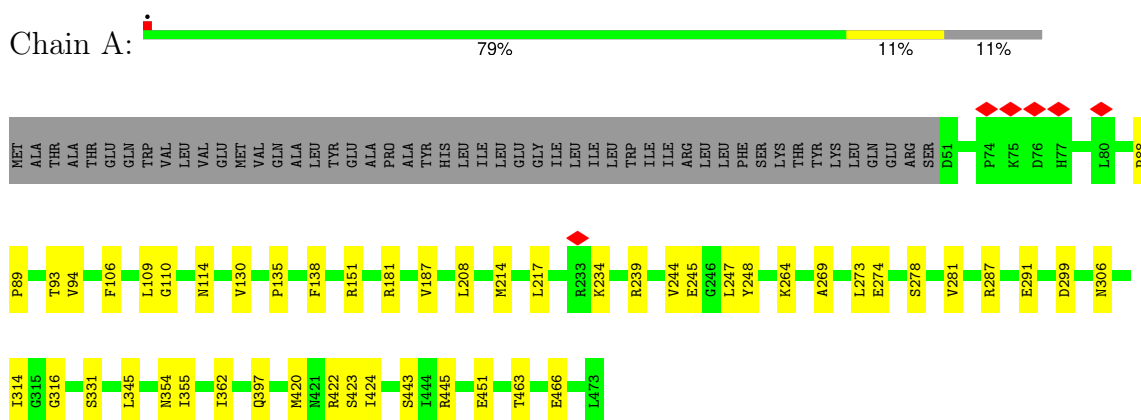 Chain A:
79% 11% 11%
MET ALA THR ALA THR GLU GLN TRP VAL LEU VAL GLU MET VAL GLN ALA LEU TYR GLU ALA PRO ALA TYR HIS LEU ILE LEU GLU GLY ILE LEU ILE LEU TRP ILE ILE ARG LEU LEU PHE SER LYS THR TYR LYS LEU GLN GLU ARG SER D51 P74 K75 D76 H77 L80
P89 T93 V94 F106 L109 G110 N114 V130 P135 F138 R151 R181 V187 L208 M214 L217 R233 K234 R239 V244 E245 G246 L247 Y248 K264 A269 L273 E274 S278 V281 R287 E291 D299 N306
I314 G315 G316 S331 L345 N354 I355 I362 Q397 M420 N421 R422 S423 I424 S443 I444 R445 E451 T463 E466 L473